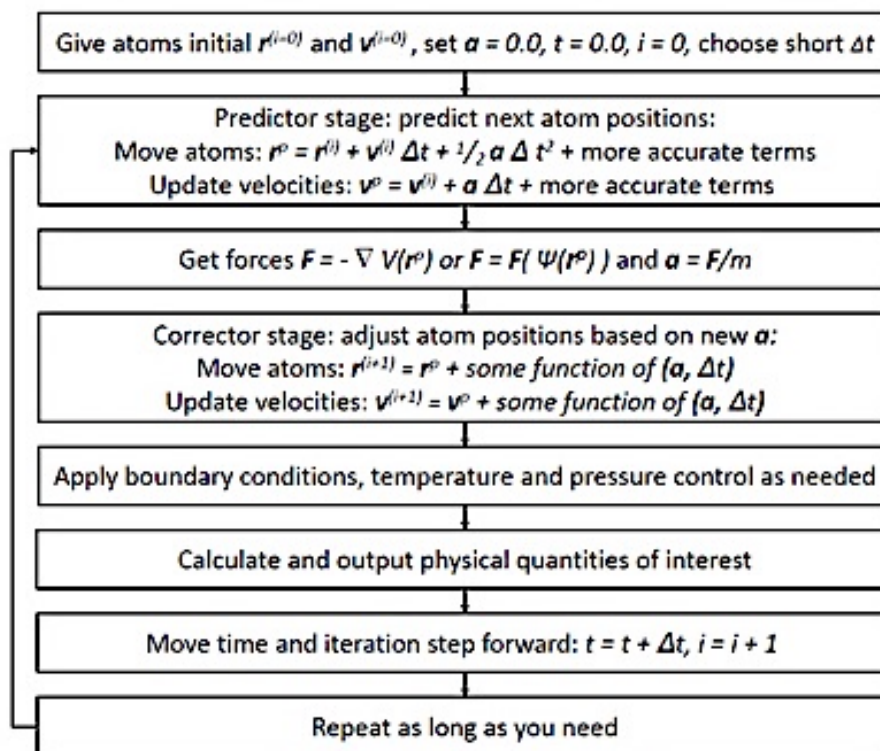 Give atoms initial r⁽ⁱ⁼⁰⁾ and v⁽ⁱ⁼⁰⁾, set a = 0.0, t = 0.0, i = 0, choose short Δt
Predictor stage: predict next atom positions:
Move atoms: rᵖ = r⁽ⁱ⁾ + v⁽ⁱ⁾ Δt + ¹/₂ a Δ t² + more accurate terms
Update velocities: vᵖ = v⁽ⁱ⁾ + a Δt + more accurate terms
Get forces F = - ∇ V(rᵖ) or F = F( Ψ(rᵖ) ) and a = F/m
Corrector stage: adjust atom positions based on new a:
Move atoms: r⁽ⁱ⁺¹⁾ = rᵖ + some function of (a, Δt)
Update velocities: v⁽ⁱ⁺¹⁾ = vᵖ + some function of (a, Δt)
Apply boundary conditions, temperature and pressure control as needed
Calculate and output physical quantities of interest
Move time and iteration step forward: t = t + Δt, i = i + 1
Repeat as long as you need